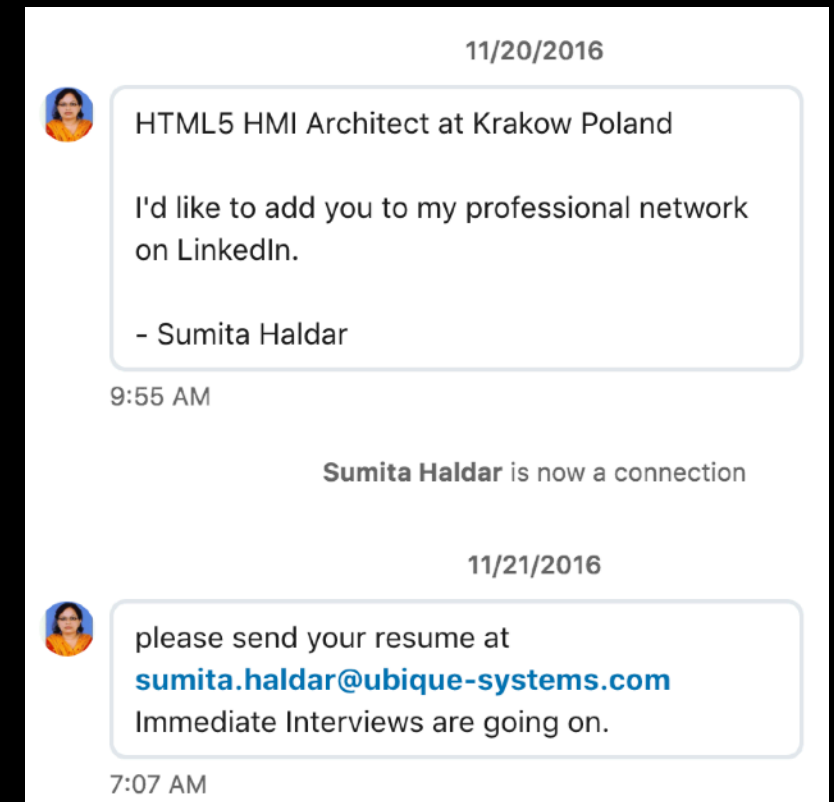 11/20/2016
HTML5 HMI Architect at Krakow Poland
I'd like to add you to my professional network
on LinkedIn.
- Sumita Haldar
9:55 AM
Sumita Haldar is now a connection
11/21/2016
please send your resume at
sumita.haldar@ubique-systems.com
Immediate Interviews are going on.
7:07 AM